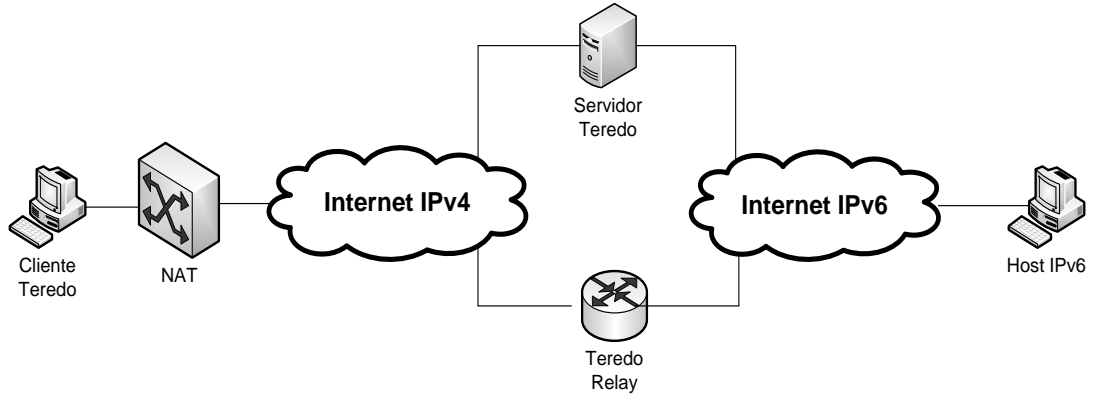 Servidor
Teredo
Internet IPv4
Internet IPv6
Cliente
Teredo
NAT
Host IPv6
Teredo
Relay